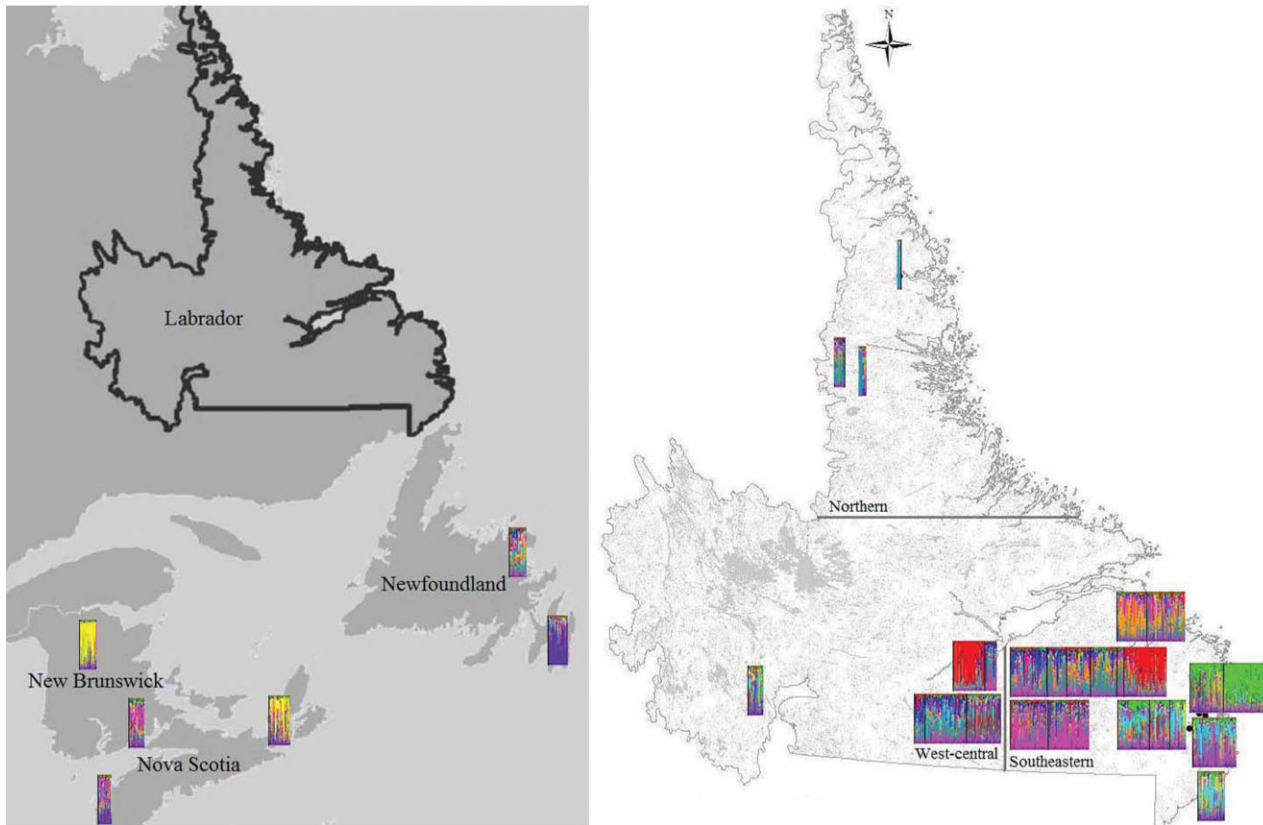 Labrador
Newfoundland
New Brunswick
Nova Scotia
N
Northern
West-central
Southeastern